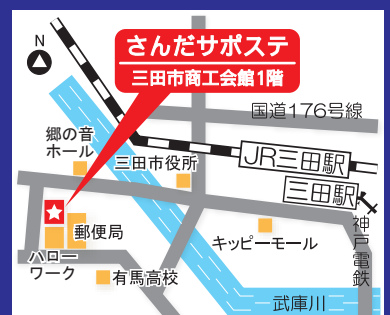 N
さんだサポステ
三田市商工会館1階
国道176号線
郷の音
ホール
三田市役所
JR三田駅
三田駅
神戸電鉄
郵便局
ハロー
ワーク
キッピーモール
有馬高校
武庫川